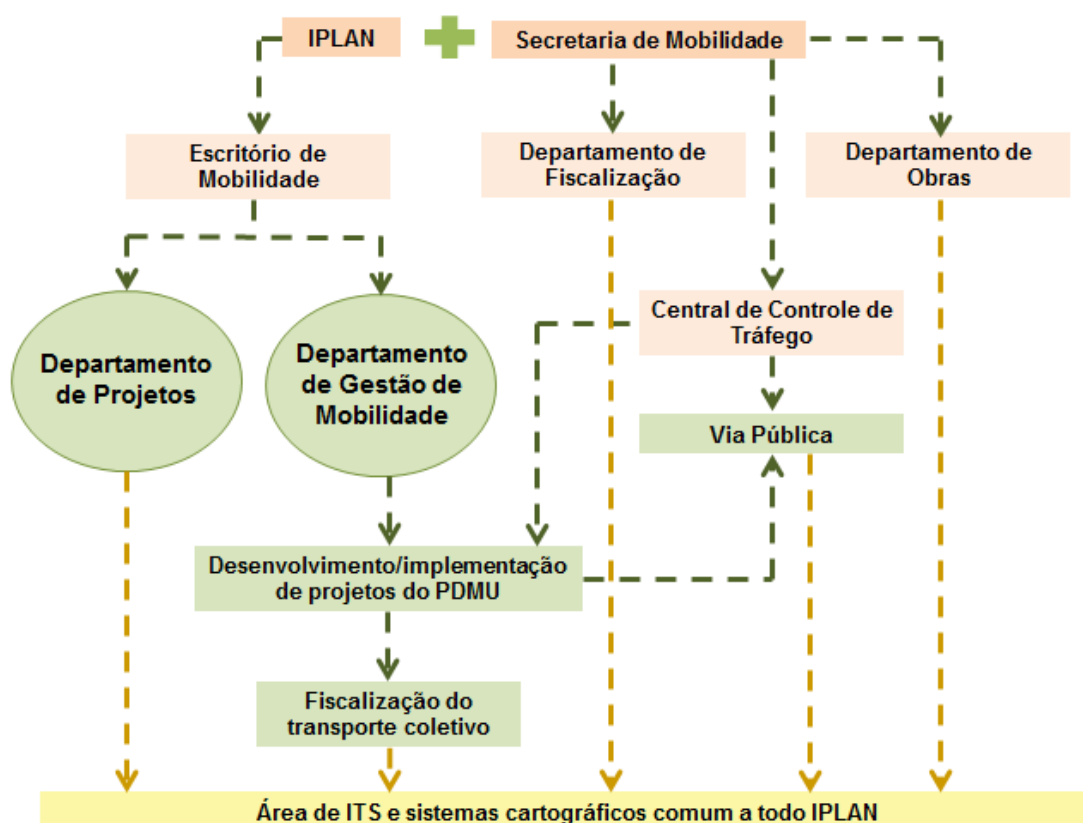 IPLAN
Secretaria de Mobilidade
Escritório de
Mobilidade
Departamento de
Fiscalização
Departamento de
Obras
Central de Controle de
Tráfego
Departamento
de Projetos
Departamento
de Gestão de
Mobilidade
Via Pública
Desenvolvimento/implementação
de projetos do PDMU
Fiscalização do
transporte coletivo
Área de ITS e sistemas cartográficos comum a todo IPLAN